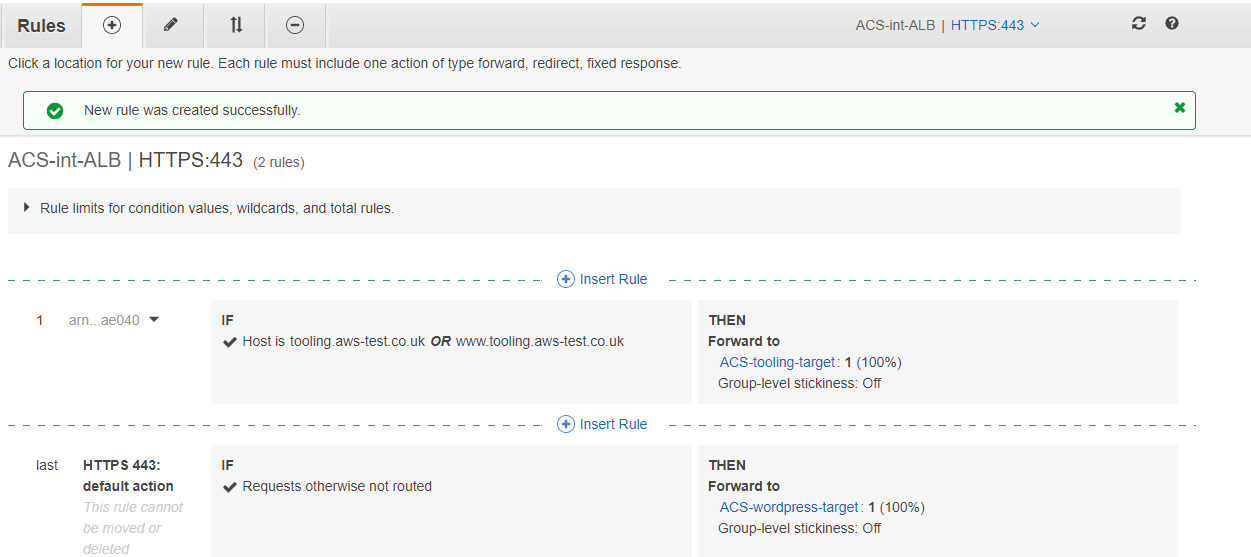 Rules ACS-int-ALB | HTTPS:443
Click a location for your new rule. Each rule must include one action of type forward, redirect, fixed response.
New rule was created successfully.
ACS-int-ALB | HTTPS:443 (2 rules)
Rule limits for condition values, wildcards, and total rules.
Insert Rule
1 arn...ae040 IF THEN
Host is tooling.aws-test.co.uk OR www.tooling.aws-test.co.uk Forward to
ACS-tooling-target: 1 (100%)
Group-level stickiness: Off
Insert Rule
last HTTPS 443: IF THEN
default action Requests otherwise not routed Forward to
This rule cannot ACS-wordpress-target: 1 (100%)
be moved or Group-level stickiness: Off
deleted